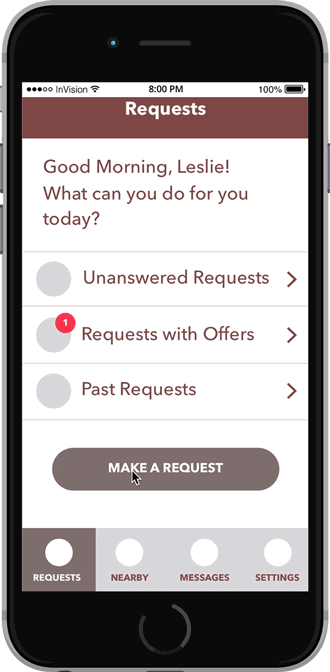 InVision 8:00 PM 100%
Requests
Good Morning, Leslie!
What can you do for you
today?
Unanswered Requests
1
Requests with Offers
Past Requests
MAKE A REQUEST
REQUESTS NEARBY MESSAGES SETTINGS